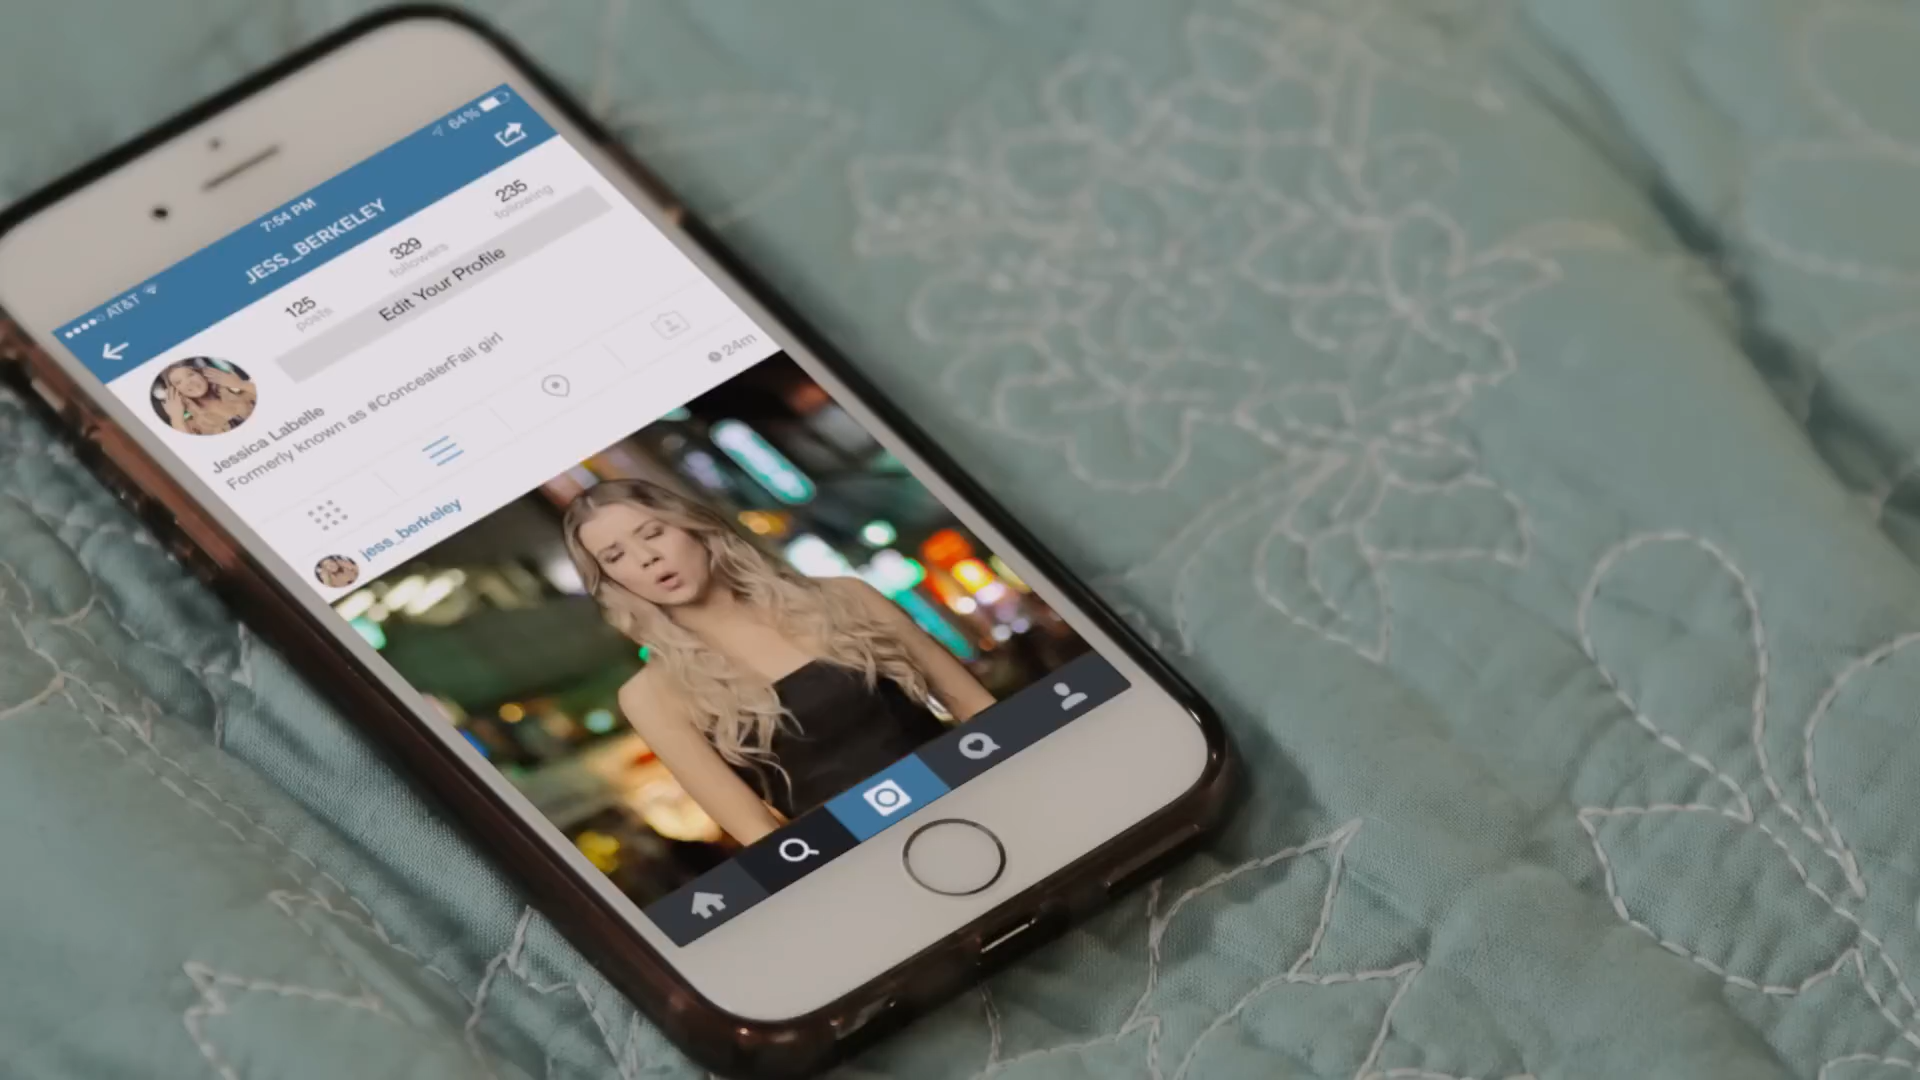 AT&T 7:54 PM 64%
JESS_BERKELEY
125 329 235
posts followers following
Edit Your Profile
Jessica Labelle
Formerly known as #ConcealerFail girl
jess_berkeley 24m